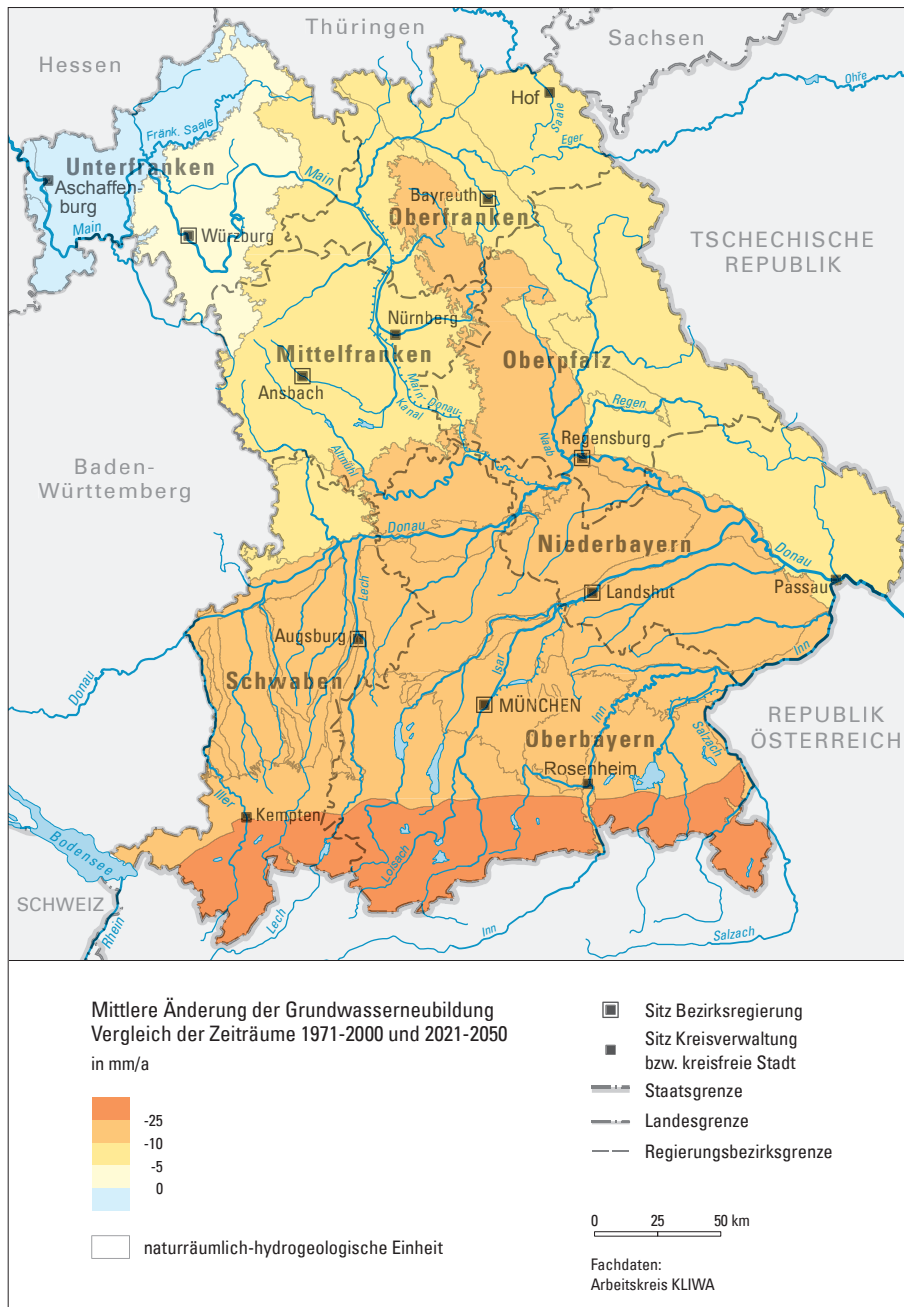 Thüringen
Sachsen
Hessen
Ohře
Hof
Saale
Fränk. Saale
Eger
Unterfranken
Main
Aschaffen-
burg
Bayreuth
Oberfranken
Main
Würzburg
TSCHECHISCHE
REPUBLIK
Nürnberg
Mittelfranken
Oberpfalz
Ansbach
Main-
Donau-
Kanal
Regen
Regensburg
Naab
Altmühl
Baden-
Württemberg
Donau
Niederbayern
Donau
Passau
Lech
Landshut
Augsburg
Isar
Inn
Donau
Schwaben
MÜNCHEN
Inn
Oberbayern
Salzach
REPUBLIK
ÖSTERREICH
Rosenheim
Iller
Kempten
Bodensee
Loisach
SCHWEIZ
Rhein
Lech
Inn
Salzach
Mittlere Änderung der Grundwasserneubildung
Vergleich der Zeiträume 1971-2000 und 2021-2050
in mm/a
-25
-10
-5
0
naturräumlich-hydrogeologische Einheit
Sitz Bezirksregierung
Sitz Kreisverwaltung
bzw. kreisfreie Stadt
Staatsgrenze
Landesgrenze
Regierungsbezirksgrenze
0 25 50 km
Fachdaten:
Arbeitskreis KLIWA